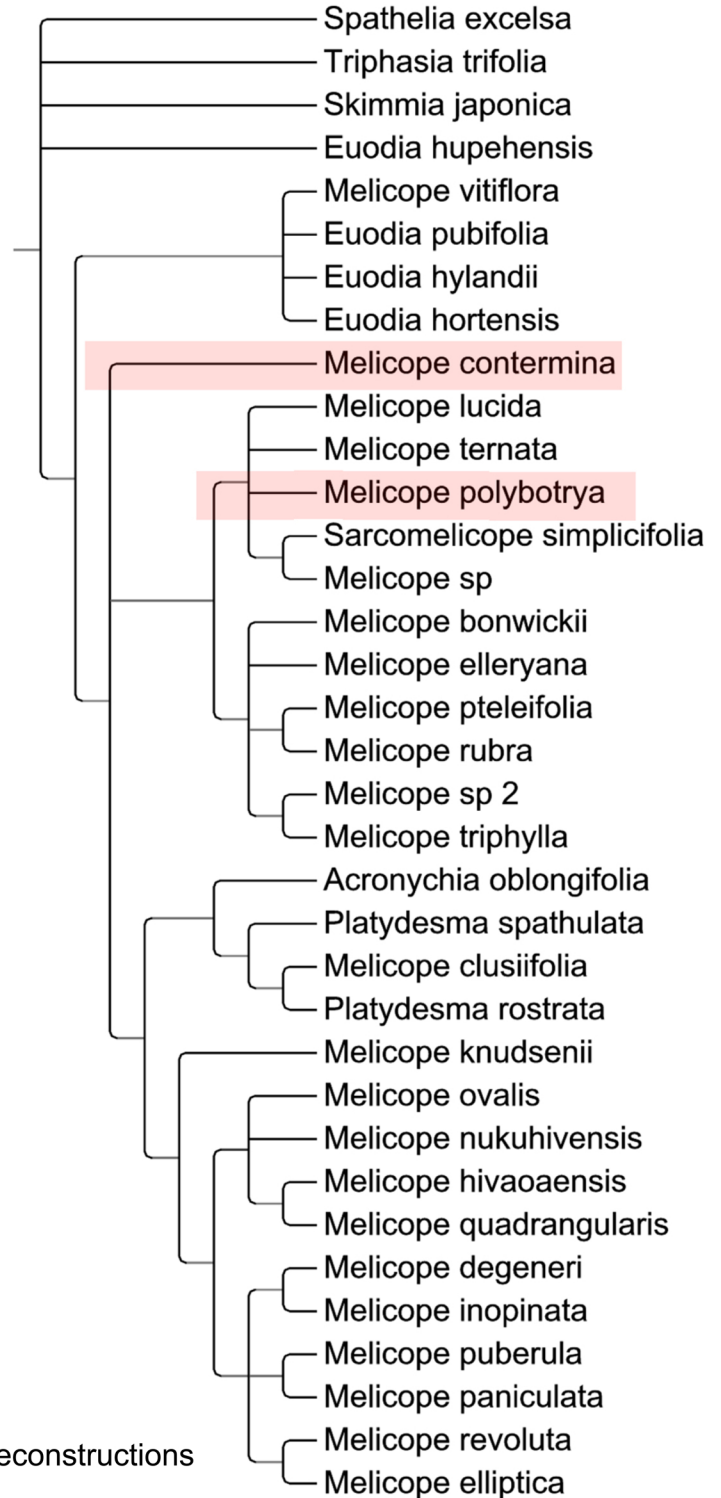 Spathelia excelsa
Triphasia trifolia
Skimmia japonica
Euodia hupehensis
Melicope vitiflora
Euodia pubifolia
Euodia hylandii
Euodia hortensis
Melicope contermina
Melicope lucida
Melicope ternata
Melicope polybotrya
Sarcomelicope simplicifolia
Melicope sp
Melicope bonwickii
Melicope elleryana
Melicope pteleifolia
Melicope rubra
Melicope sp 2
Melicope triphylla
Acronychia oblongifolia
Platydesma spathulata
Melicope clusiifolia
Platydesma rostrata
Melicope knudsenii
Melicope ovalis
Melicope nukuhivensis
Melicope hivaoaensis
Melicope quadrangularis
Melicope degeneri
Melicope inopinata
Melicope puberula
Melicope paniculata
Melicope revoluta
econstructions
Melicope elliptica